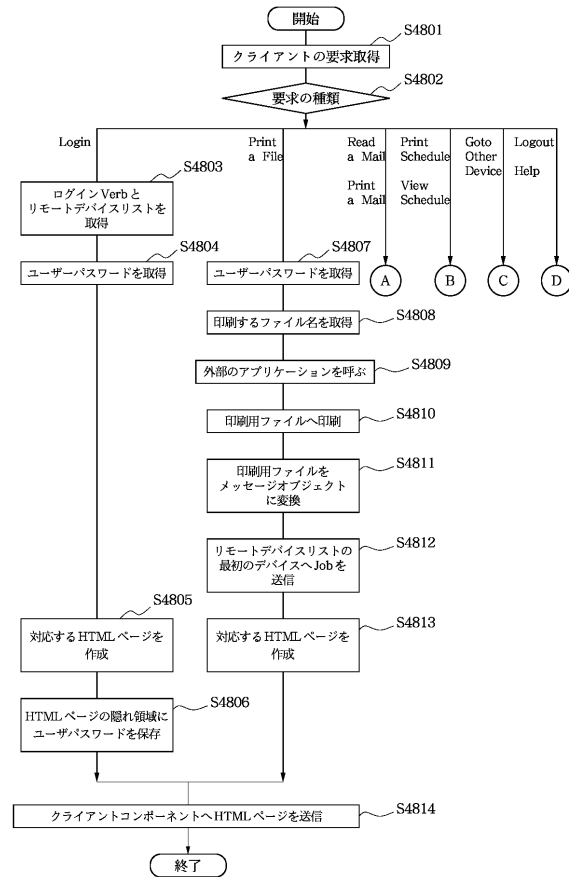 開始
S4801
クライアントの要求取得
S4802
要求の種類
Login
Print
a File
Read
a Mail
Print
a Mail
Print
Schedule
View
Schedule
Goto
Other
Device
Logout
Help
S4803
ログインVerbと
リモートデバイスリストを
取得
S4804
ユーザーパスワードを取得
S4807
ユーザーパスワードを取得
A
B
C
D
S4808
印刷するファイル名を取得
S4809
外部のアプリケーションを呼ぶ
S4810
印刷用ファイルへ印刷
S4811
印刷用ファイルを
メッセージオブジェクト
に変換
S4812
リモートデバイスリストの
最初のデバイスへJobを
送信
S4805
対応するHTMLページを
作成
S4813
対応するHTMLページを
作成
S4806
HTMLページの隠れ領域に
ユーザパスワードを保存
S4814
クライアントコンポーネントへHTMLページを送信
終了